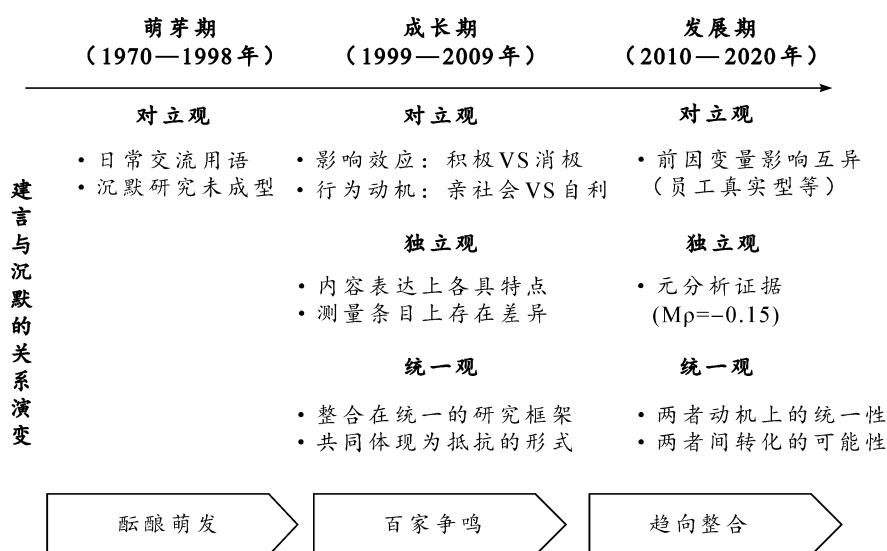 萌芽期
（1970—1998年）
成长期
（1999—2009年）
发展期
（2010—2020年）
建言与沉默的关系演变
对立观
• 日常交流用语
• 沉默研究未成型
对立观
• 影响效应：积极VS消极
• 行为动机：亲社会VS自利
对立观
• 前因变量影响互异
（员工真实型等）
独立观
• 内容表达上各具特点
• 测量条目上存在差异
独立观
• 元分析证据
(Mρ=−0.15)
统一观
• 整合在统一的研究框架
• 共同体现为抵抗的形式
统一观
• 两者动机上的统一性
• 两者间转化的可能性
酝酿萌发
百家争鸣
趋向整合